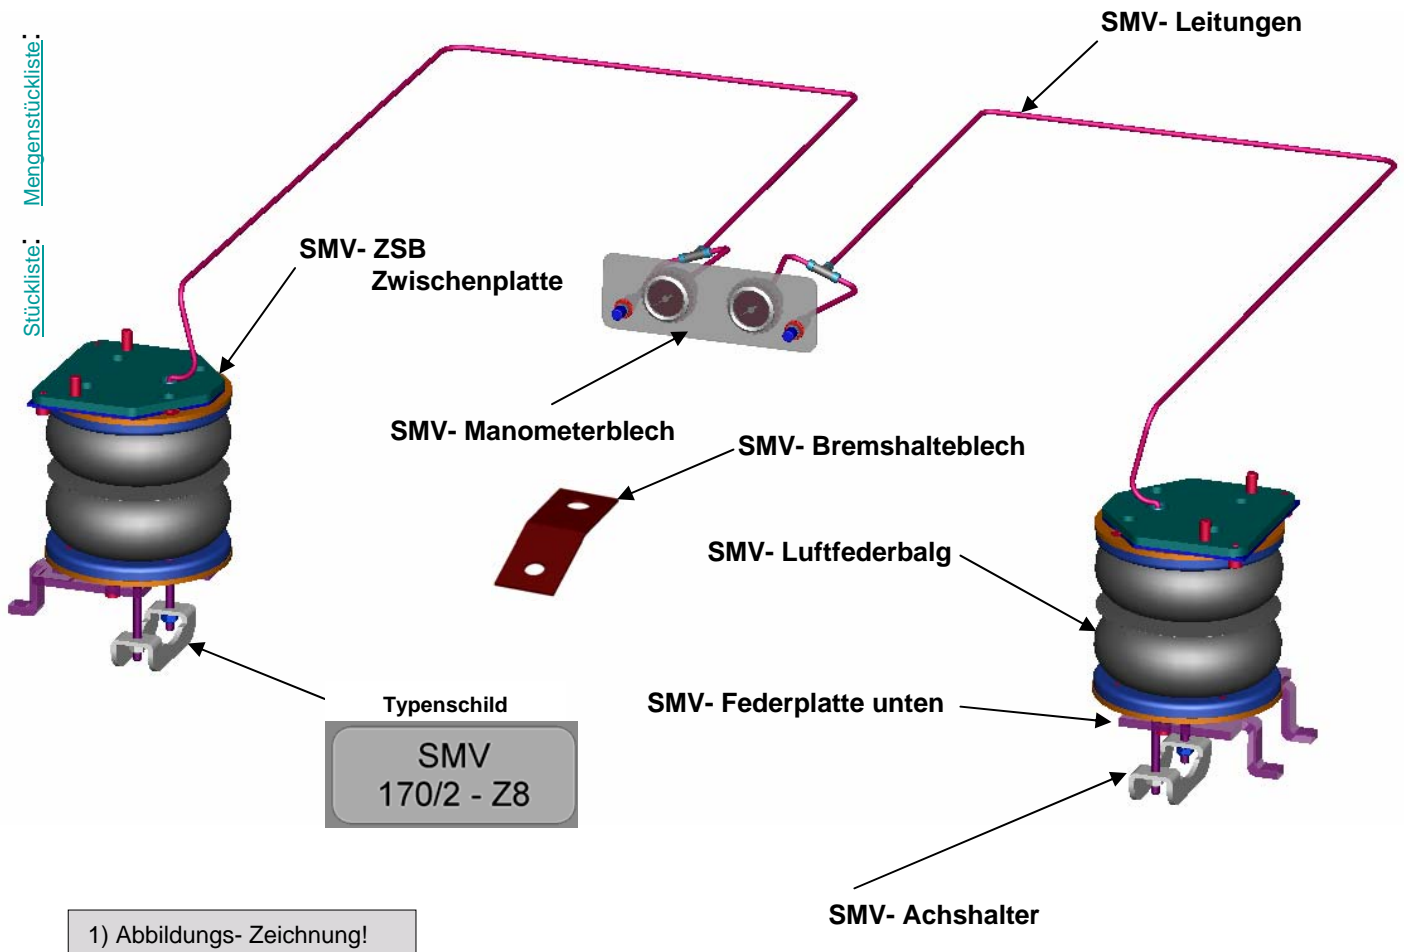 SMV- Leitungen
Mengenstückliste:
Stückliste:
SMV- ZSB
Zwischenplatte
SMV- Manometerblech
SMV- Bremshalteblech
SMV- Luftfederbalg
SMV- Federplatte unten
Typenschild
SMV
170/2 - Z8
SMV- Achshalter
1) Abbildungs- Zeichnung!